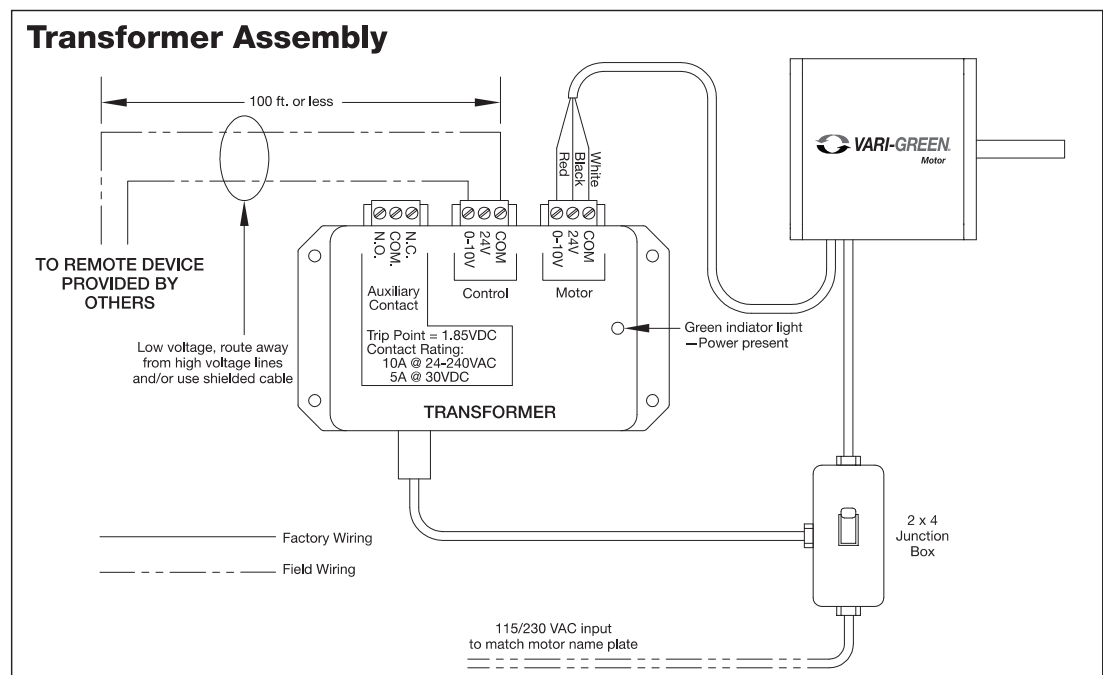 Transformer Assembly
100 ft. or less
Red
Black
White
VARI-GREEN.
Motor
TO REMOTE DEVICE
PROVIDED BY
OTHERS
Low voltage, route away
from high voltage lines
and/or use shielded cable
N.O.
COM.
N.C.
Auxiliary
Contact
0-10V
24V
COM
Control
0-10V
24V
COM
Motor
Trip Point = 1.85VDC
Contact Rating:
10A @ 24-240VAC
5A @ 30VDC
Green indiator light
—Power present
TRANSFORMER
2 x 4
Junction
Box
Factory Wiring
Field Wiring
115/230 VAC input
to match motor name plate